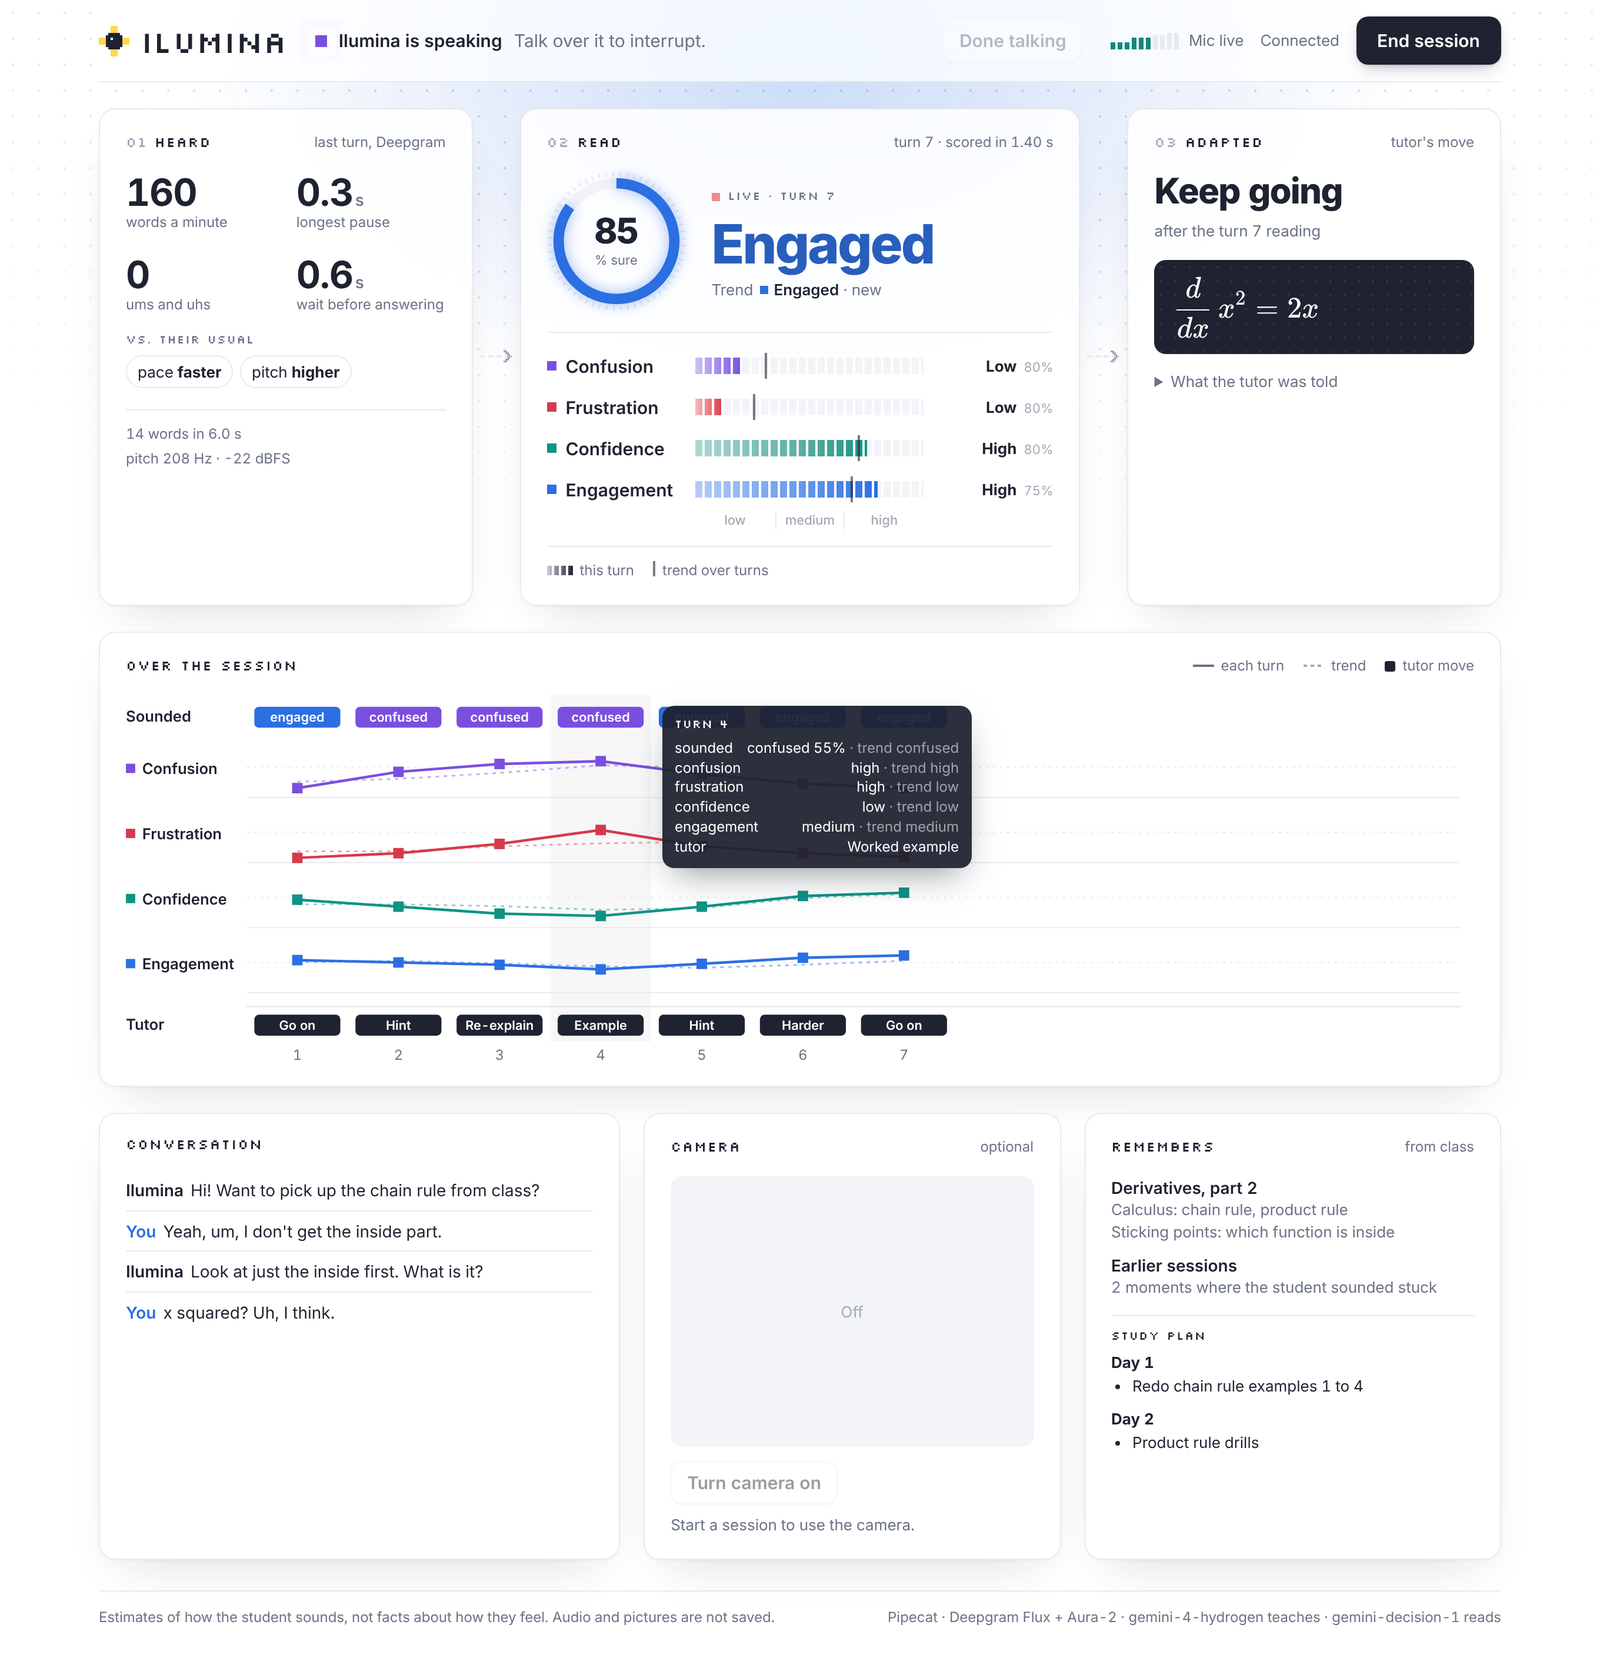 ILUMINA
Ilumina is speaking Talk over it to interrupt.
Done talking
Mic live Connected
End session
01 HEARD last turn, Deepgram
160 0.3 s
words a minute longest pause
0 0.6 s
ums and uhs wait before answering
VS. THEIR USUAL
pace faster pitch higher
14 words in 6.0 s
pitch 208 Hz · -22 dBFS
02 READ turn 7 · scored in 1.40 s
85
% sure
LIVE · TURN 7
Engaged
Trend Engaged · new
Confusion Low 80%
Frustration Low 80%
Confidence High 80%
Engagement High 75%
low medium high
this turn trend over turns
03 ADAPTED tutor's move
Keep going
after the turn 7 reading
d/dx x² = 2x
What the tutor was told
OVER THE SESSION each turn trend tutor move
Sounded engaged confused confused confused engaged engaged
TURN 4
sounded confused 55% · trend confused
confusion high · trend high
frustration high · trend low
confidence low · trend low
engagement medium · trend medium
tutor Worked example
Confusion
Frustration
Confidence
Engagement
Tutor Go on Hint Re-explain Example Hint Harder Go on
1 2 3 4 5 6 7
CONVERSATION
Ilumina Hi! Want to pick up the chain rule from class?
You Yeah, um, I don't get the inside part.
Ilumina Look at just the inside first. What is it?
You x squared? Uh, I think.
CAMERA optional
Off
Turn camera on
Start a session to use the camera.
REMEMBERS from class
Derivatives, part 2
Calculus: chain rule, product rule
Sticking points: which function is inside
Earlier sessions
2 moments where the student sounded stuck
STUDY PLAN
Day 1
• Redo chain rule examples 1 to 4
Day 2
• Product rule drills
Estimates of how the student sounds, not facts about how they feel. Audio and pictures are not saved.
Pipecat · Deepgram Flux + Aura-2 · gemini-4-hydrogen teaches · gemini-decision-1 reads